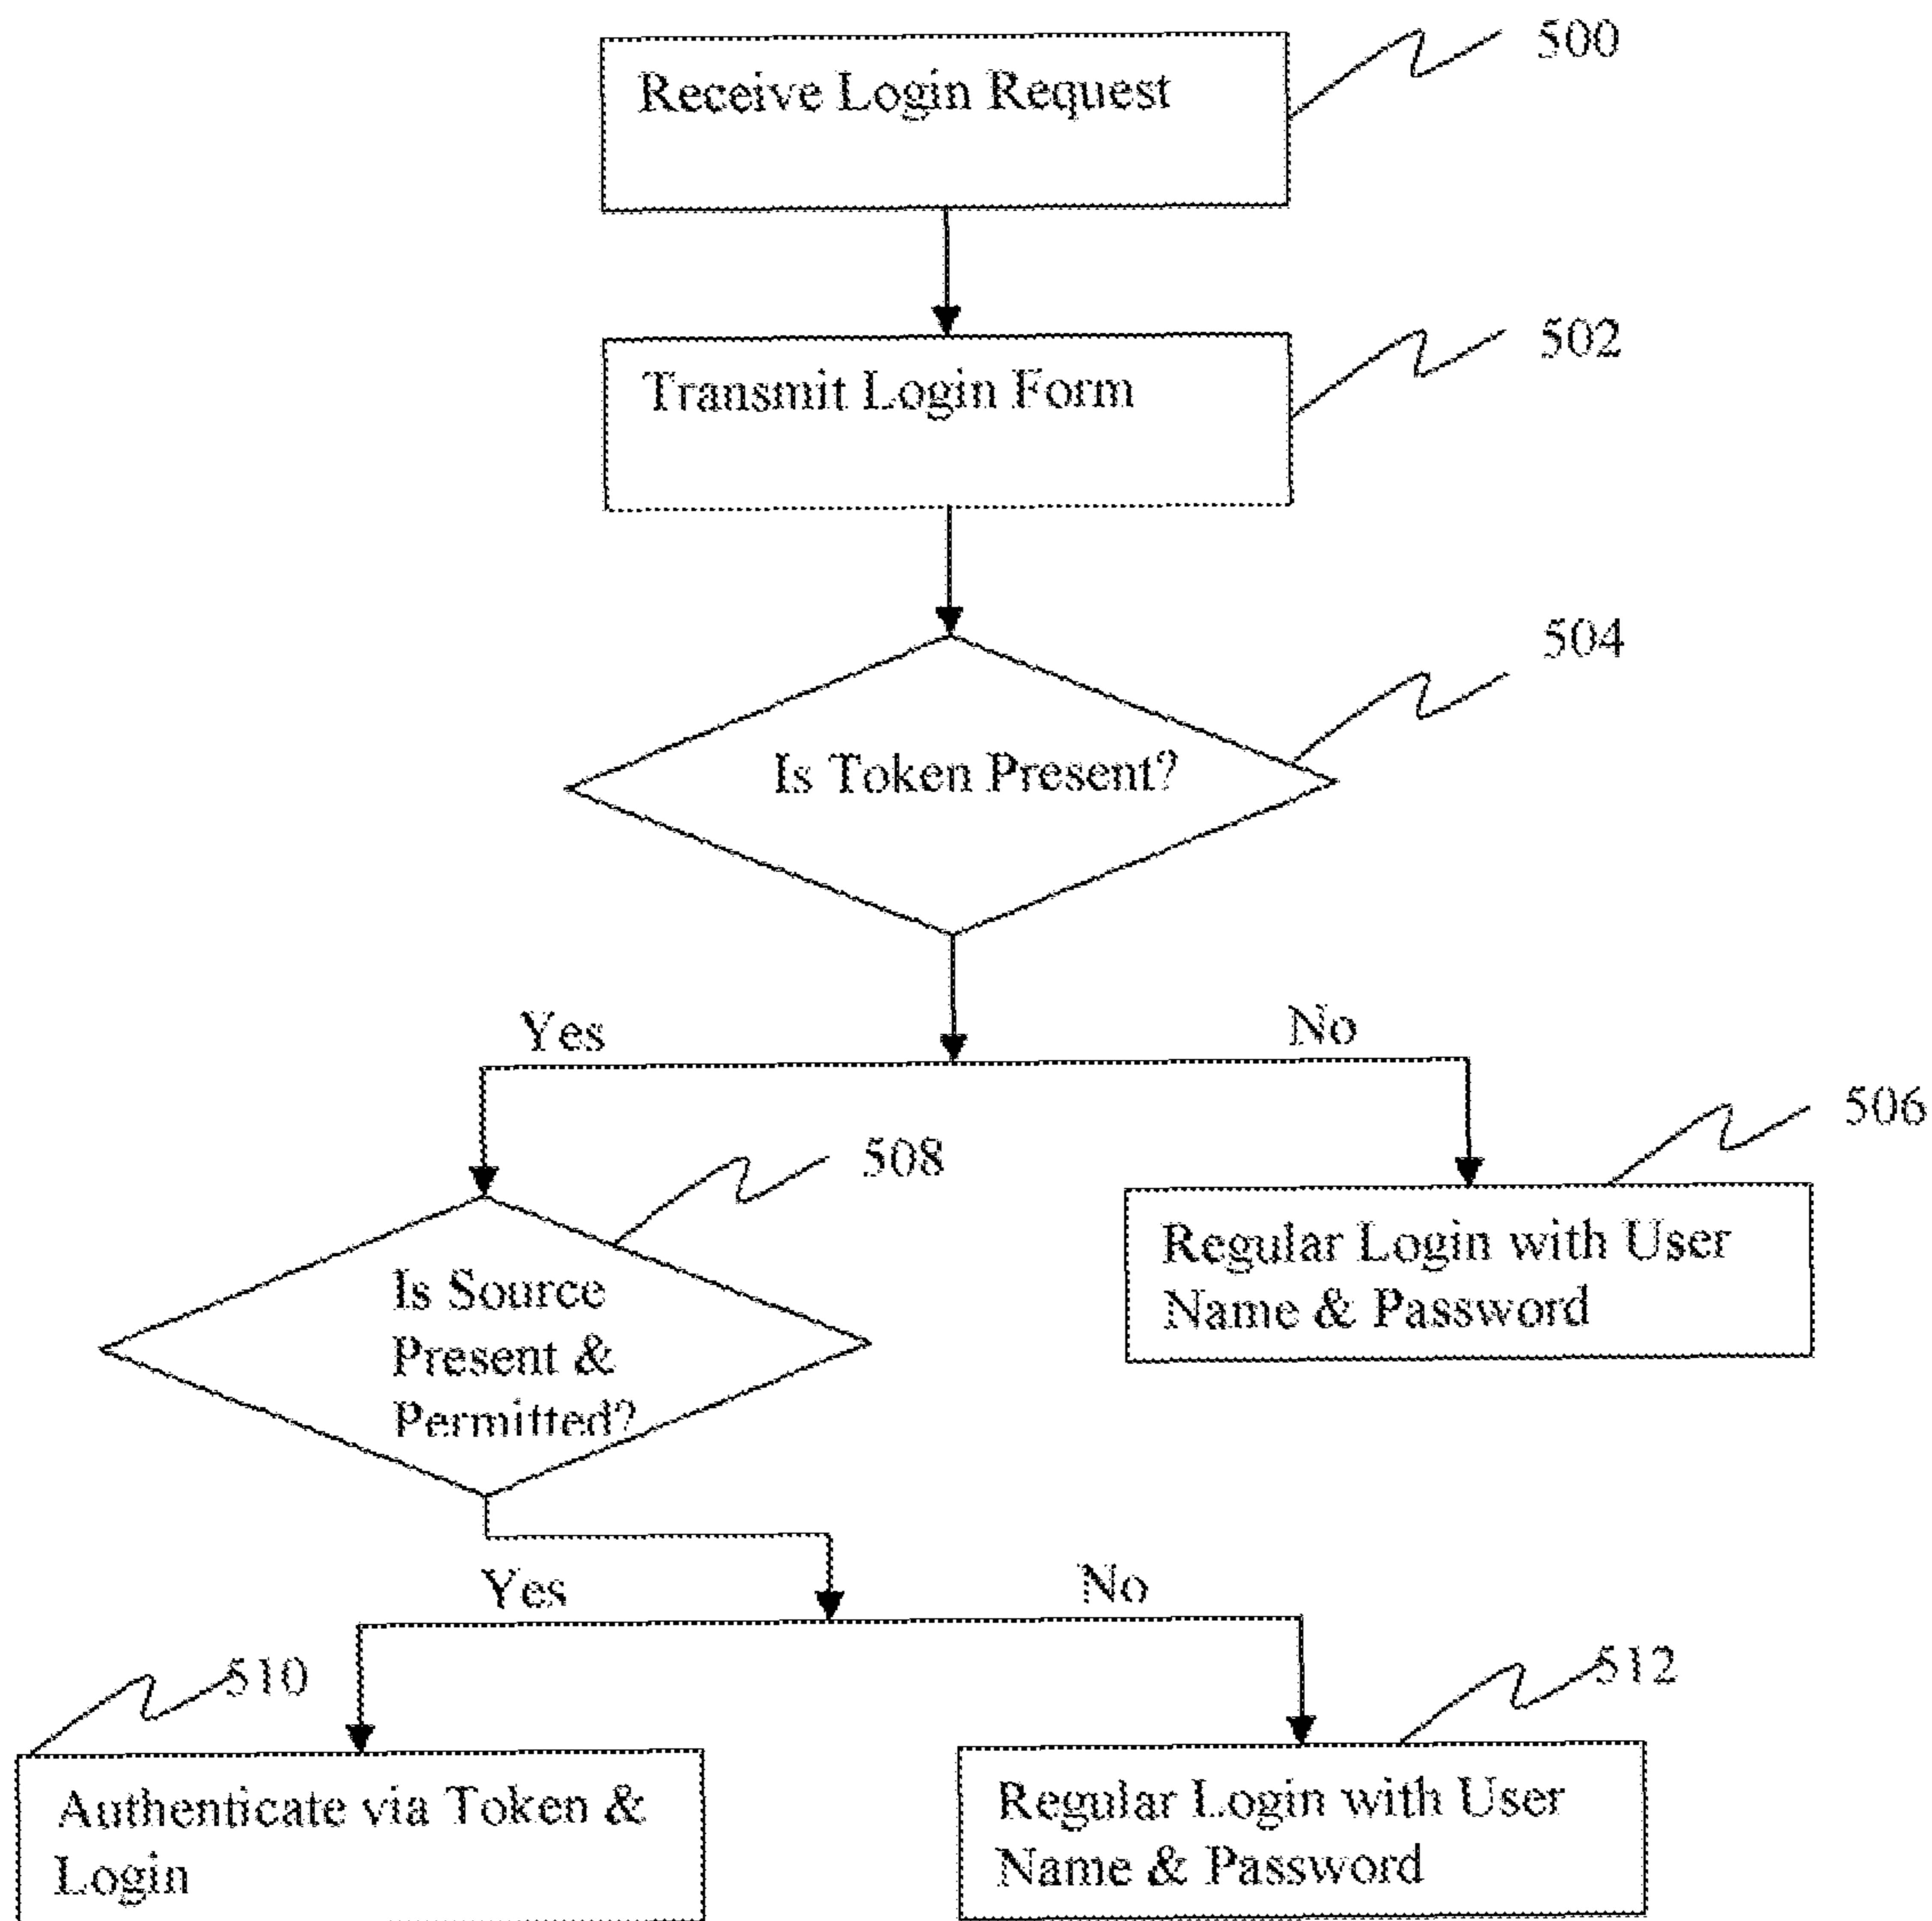 500
Receive Login Request
502
Transmit Login Form
504
Is Token Present?
Yes
No
506
508
Regular Login with User
Name & Password
Is Source
Present &
Permitted?
Yes
No
510
512
Authenticate via Token &
Login
Regular Login with User
Name & Password